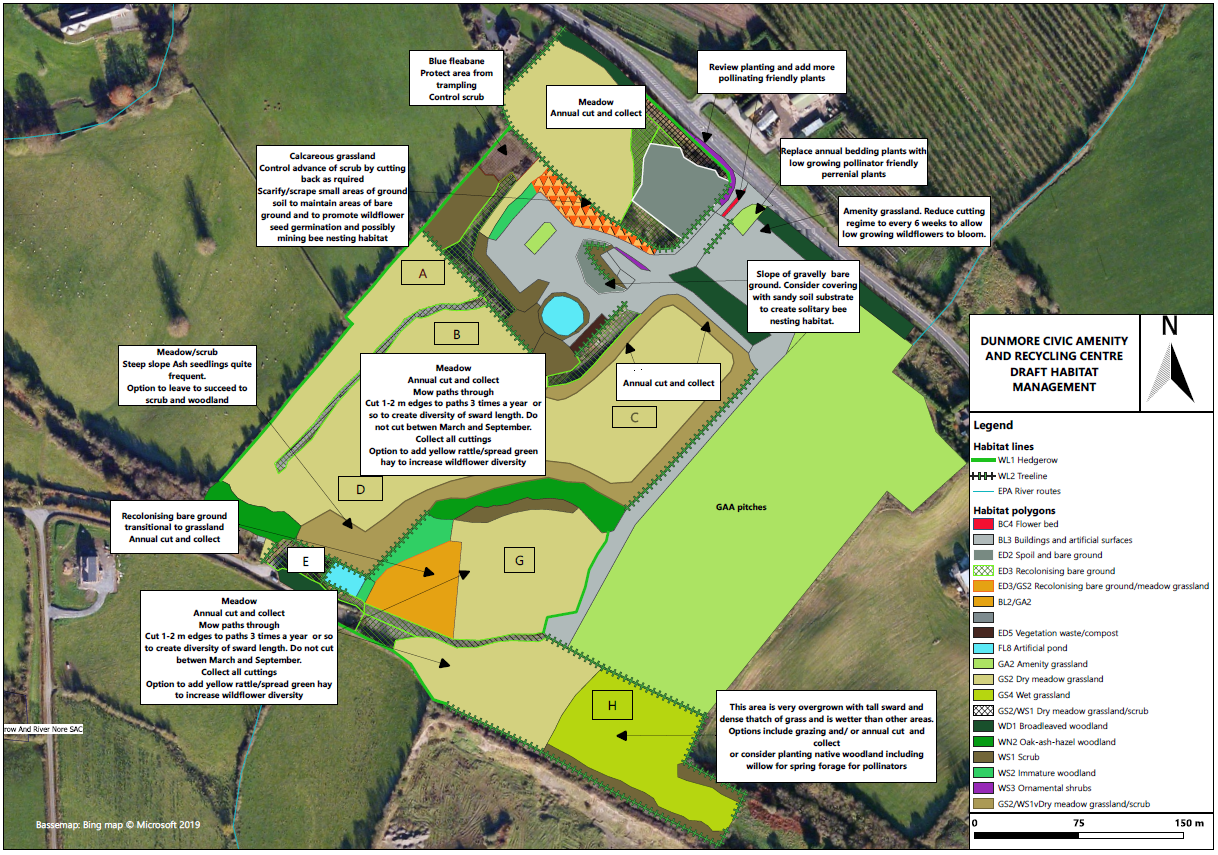 Blue fleabane
Protect area from
trampling
Control scrub
Meadow
Annual cut and collect
Review planting and add more
pollinating friendly plants
Replace annual bedding plants with
low growing pollinator friendly
perrenial plants
Calcareous grassland
Control advance of scrub by cutting
back as rquired
Scarify/scrape small areas of ground
soil to maintain areas of bare
ground and to promote wildflower
seed germination and possibly
mining bee nesting habitat
Amenity grassland. Reduce cutting
regime to every 6 weeks to allow
low growing wildflowers to bloom.
Slope of gravelly bare
ground. Consider covering
with sandy soil substrate
to create solitary bee
nesting habitat.
A
B
Meadow/scrub
Steep slope Ash seedlings quite
frequent.
Option to leave to succeed to
scrub and woodland
Meadow
Annual cut and collect
Mow paths through
Cut 1-2 m edges to paths 3 times a year or
so to create diversity of sward length. Do
not cut betwen March and September.
Collect all cuttings
Option to add yellow rattle/spread green
hay to increase wildflower diversity
Annual cut and collect
C
D
GAA pitches
Recolonising bare ground
transitional to grassland
Annual cut and collect
E
G
Meadow
Annual cut and collect
Mow paths through
Cut 1-2 m edges to paths 3 times a year or so
to create diversity of sward length. Do not cut
betwen March and September.
Collect all cuttings
Option to add yellow rattle/spread green hay
to increase wildflower diversity
H
This area is very overgrown with tall sward and
dense thatch of grass and is wetter than other areas.
Options include grazing and/ or annual cut and
collect
or consider planting native woodland including
willow for spring forage for pollinators
row And River Nore SAC
Basemap: Bing map © Microsoft 2019
DUNMORE CIVIC AMENITY
AND RECYCLING CENTRE
DRAFT HABITAT
MANAGEMENT
N
Legend
Habitat lines
WL1 Hedgerow
WL2 Treeline
EPA River routes
Habitat polygons
BC4 Flower bed
BL3 Buildings and artificial surfaces
ED2 Spoil and bare ground
ED3 Recolonising bare ground
ED3/GS2 Recolonising bare ground/meadow grassland
BL2/GA2
ED5 Vegetation waste/compost
FL8 Artificial pond
GA2 Amenity grassland
GS2 Dry meadow grassland
GS4 Wet grassland
GS2/WS1 Dry meadow grassland/scrub
WD1 Broadleaved woodland
WN2 Oak-ash-hazel woodland
WS1 Scrub
WS2 Immature woodland
WS3 Ornamental shrubs
GS2/WS1vDry meadow grassland/scrub
0 75 150 m